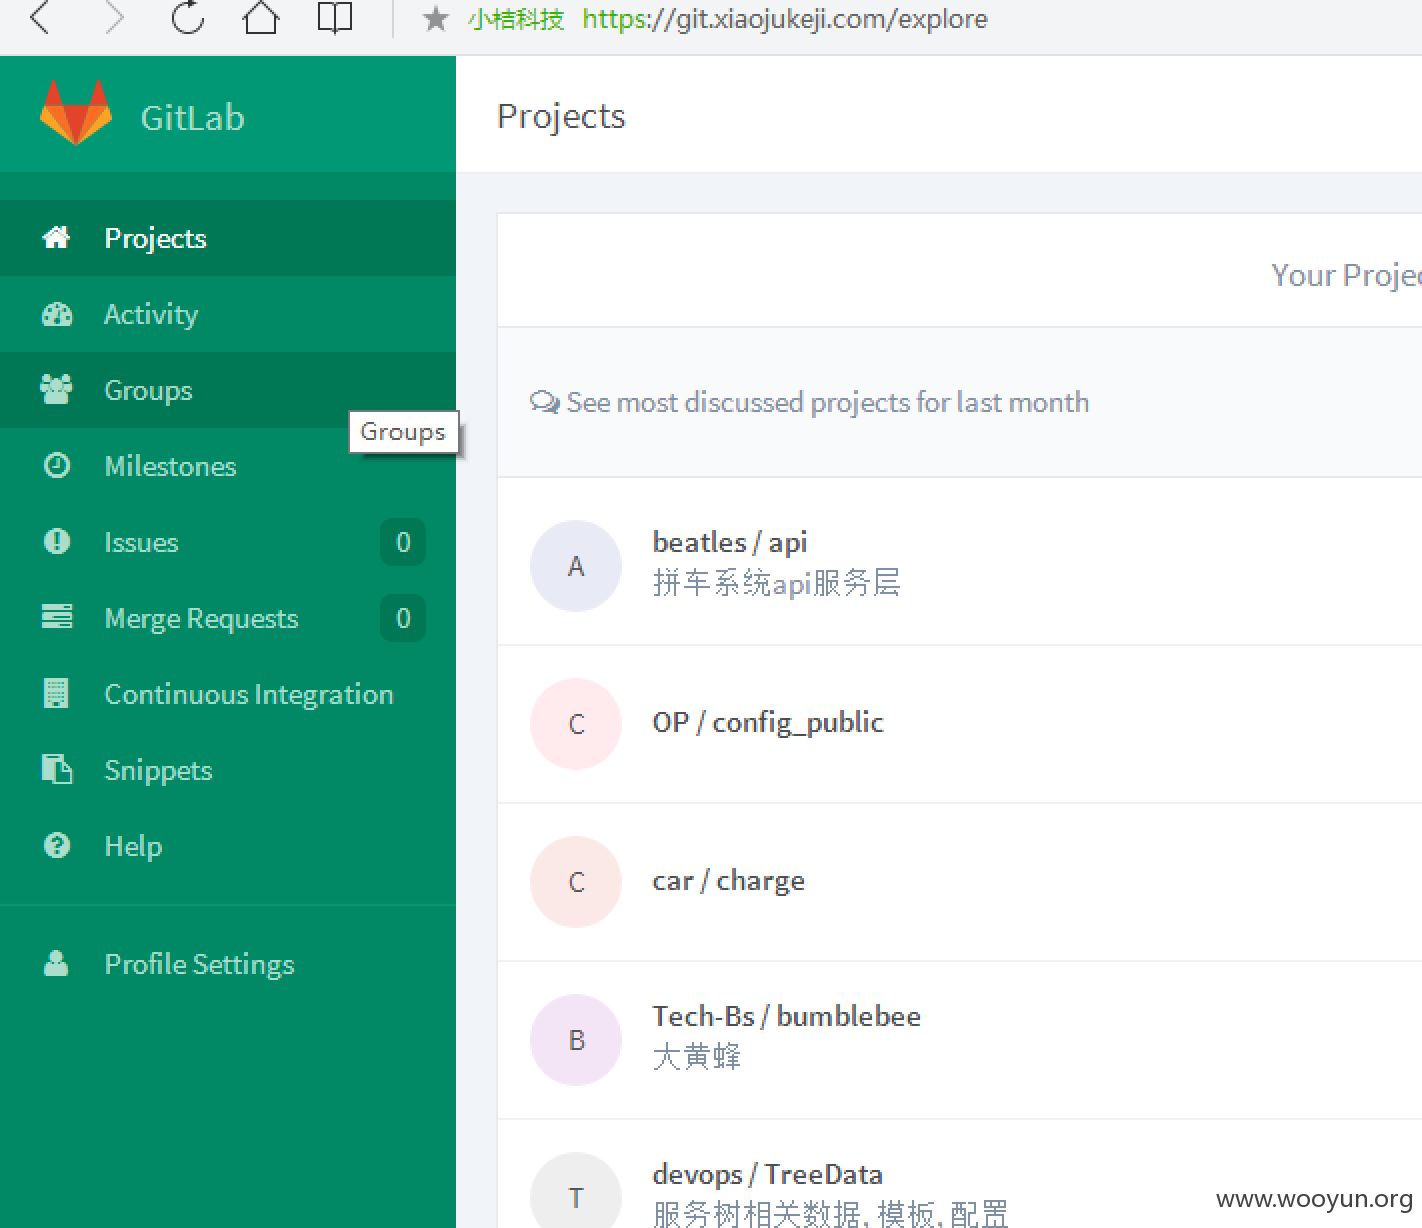 小桔科技 https://git.xiaojukeji.com/explore
GitLab
Projects
Projects
Activity
Groups
Groups
Milestones
Issues 0
Merge Requests 0
Continuous Integration
Snippets
Help
Profile Settings
Your Projec
See most discussed projects for last month
A
beatles / api
拼车系统api服务层
C
OP / config_public
C
car / charge
B
Tech-Bs / bumblebee
大黄蜂
T
devops / TreeData
服务树相关数据, 模板, 配置
www.wooyun.org